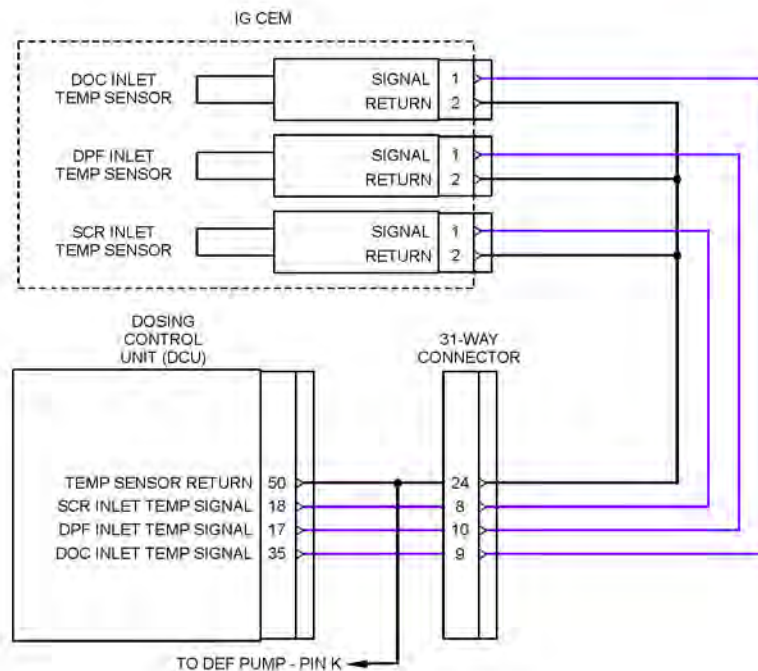 IG CEM
DOC INLET
TEMP SENSOR
SIGNAL 1
RETURN 2
DPF INLET
TEMP SENSOR
SIGNAL 1
RETURN 2
SCR INLET
TEMP SENSOR
SIGNAL 1
RETURN 2
DOSING
CONTROL
UNIT (DCU)
31-WAY
CONNECTOR
TEMP SENSOR RETURN 50 24
SCR INLET TEMP SIGNAL 18 8
DPF INLET TEMP SIGNAL 17 10
DOC INLET TEMP SIGNAL 35 9
TO DEF PUMP - PIN K